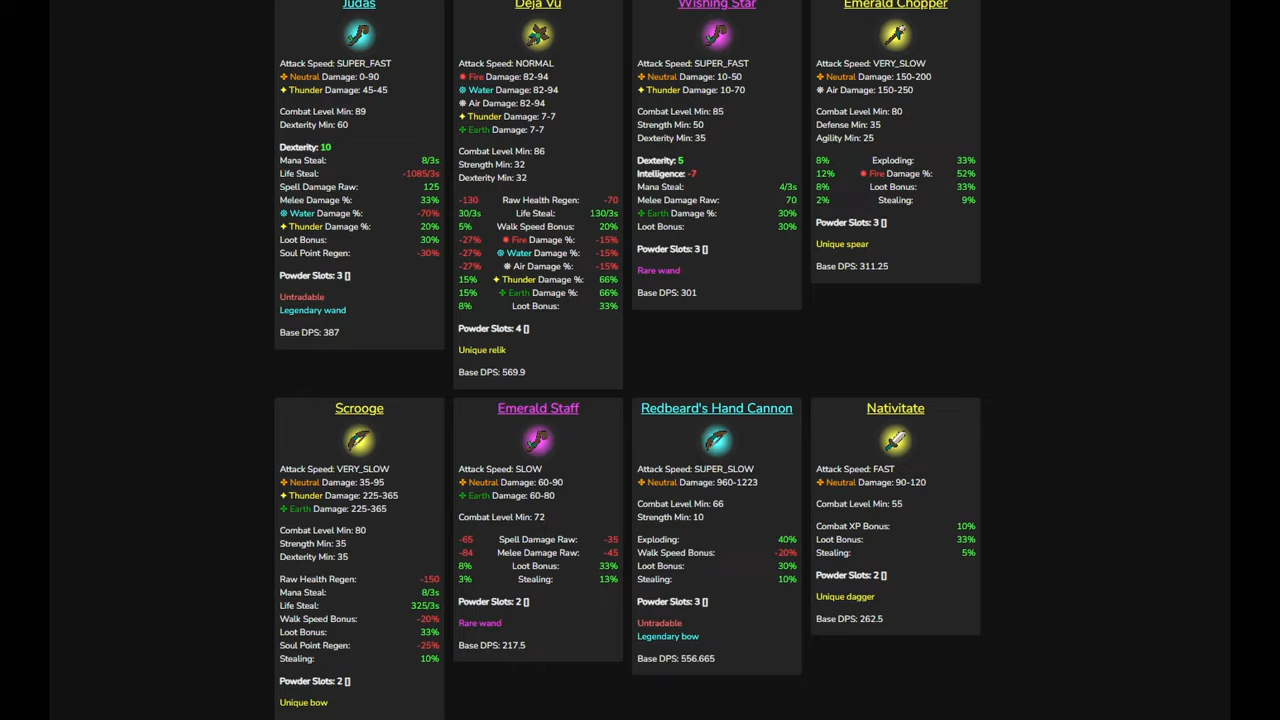 Judas
Attack Speed: SUPER_FAST
✤ Neutral Damage: 0-90
✦ Thunder Damage: 45-45
Combat Level Min: 89
Dexterity Min: 60
Dexterity: 10
Mana Steal: 8/3s
Life Steal: -1085/3s
Spell Damage Raw: 125
Melee Damage %: 33%
❉ Water Damage %: -70%
✦ Thunder Damage %: 20%
Loot Bonus: 30%
Soul Point Regen: -30%
Powder Slots: 3 []
Untradable
Legendary wand
Base DPS: 387
Deja Vu
Attack Speed: NORMAL
✹ Fire Damage: 82-94
❉ Water Damage: 82-94
❋ Air Damage: 82-94
✦ Thunder Damage: 7-7
✤ Earth Damage: 7-7
Combat Level Min: 86
Strength Min: 32
Dexterity Min: 32
-130 Raw Health Regen: -70
30/3s Life Steal: 130/3s
5% Walk Speed Bonus: 20%
-27% ✹ Fire Damage %: -15%
-27% ❉ Water Damage %: -15%
-27% ❋ Air Damage %: -15%
15% ✦ Thunder Damage %: 66%
15% ✤ Earth Damage %: 66%
8% Loot Bonus: 33%
Powder Slots: 4 []
Unique relik
Base DPS: 569.9
Wishing Star
Attack Speed: SUPER_FAST
✤ Neutral Damage: 10-50
✦ Thunder Damage: 10-70
Combat Level Min: 85
Strength Min: 50
Dexterity Min: 35
Dexterity: 5
Intelligence: -7
Mana Steal: 4/3s
Melee Damage Raw: 70
✤ Earth Damage %: 30%
Loot Bonus: 30%
Powder Slots: 3 []
Rare wand
Base DPS: 301
Emerald Chopper
Attack Speed: VERY_SLOW
✤ Neutral Damage: 150-200
❋ Air Damage: 150-250
Combat Level Min: 80
Defense Min: 35
Agility Min: 25
8% Exploding: 33%
12% ✹ Fire Damage %: 52%
8% Loot Bonus: 33%
2% Stealing: 9%
Powder Slots: 3 []
Unique spear
Base DPS: 311.25
Scrooge
Attack Speed: VERY_SLOW
✤ Neutral Damage: 35-95
✦ Thunder Damage: 225-365
✤ Earth Damage: 225-365
Combat Level Min: 80
Strength Min: 35
Dexterity Min: 35
Raw Health Regen: -150
Mana Steal: 8/3s
Life Steal: 325/3s
Walk Speed Bonus: -20%
Loot Bonus: 33%
Soul Point Regen: -25%
Stealing: 10%
Powder Slots: 2 []
Unique bow
Emerald Staff
Attack Speed: SLOW
✤ Neutral Damage: 60-90
✤ Earth Damage: 60-80
Combat Level Min: 72
-65 Spell Damage Raw: -35
-84 Melee Damage Raw: -45
8% Loot Bonus: 33%
3% Stealing: 13%
Powder Slots: 2 []
Rare wand
Base DPS: 217.5
Redbeard's Hand Cannon
Attack Speed: SUPER_SLOW
✤ Neutral Damage: 960-1223
Combat Level Min: 66
Strength Min: 10
Exploding: 40%
Walk Speed Bonus: -20%
Loot Bonus: 30%
Stealing: 10%
Powder Slots: 3 []
Untradable
Legendary bow
Base DPS: 556.665
Nativitate
Attack Speed: FAST
✤ Neutral Damage: 90-120
Combat Level Min: 55
Combat XP Bonus: 10%
Loot Bonus: 33%
Stealing: 5%
Powder Slots: 2 []
Unique dagger
Base DPS: 262.5